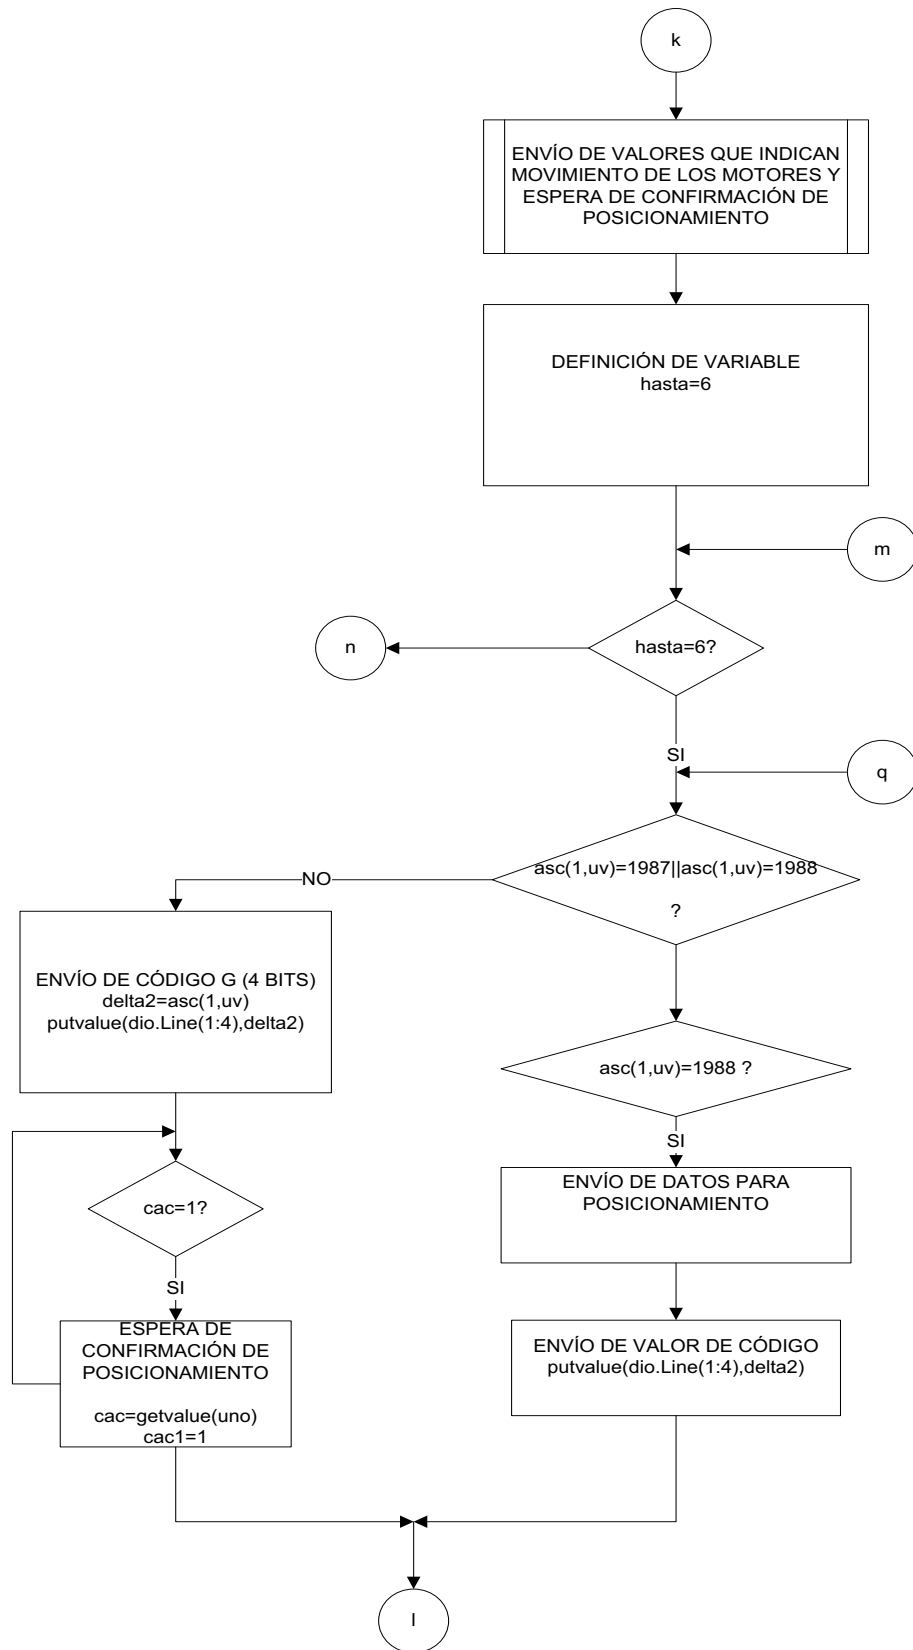 k
ENVÍO DE VALORES QUE INDICAN
MOVIMIENTO DE LOS MOTORES Y
ESPERA DE CONFIRMACIÓN DE
POSICIONAMIENTO
DEFINICIÓN DE VARIABLE
hasta=6
m
n
hasta=6?
SI
q
asc(1,uv)=1987||asc(1,uv)=1988
?
NO
ENVÍO DE CÓDIGO G (4 BITS)
delta2=asc(1,uv)
putvalue(dio.Line(1:4),delta2)
asc(1,uv)=1988 ?
SI
ENVÍO DE DATOS PARA
POSICIONAMIENTO
cac=1?
SI
ESPERA DE
CONFIRMACIÓN DE
POSICIONAMIENTO
cac=getvalue(uno)
cac1=1
ENVÍO DE VALOR DE CÓDIGO
putvalue(dio.Line(1:4),delta2)
l